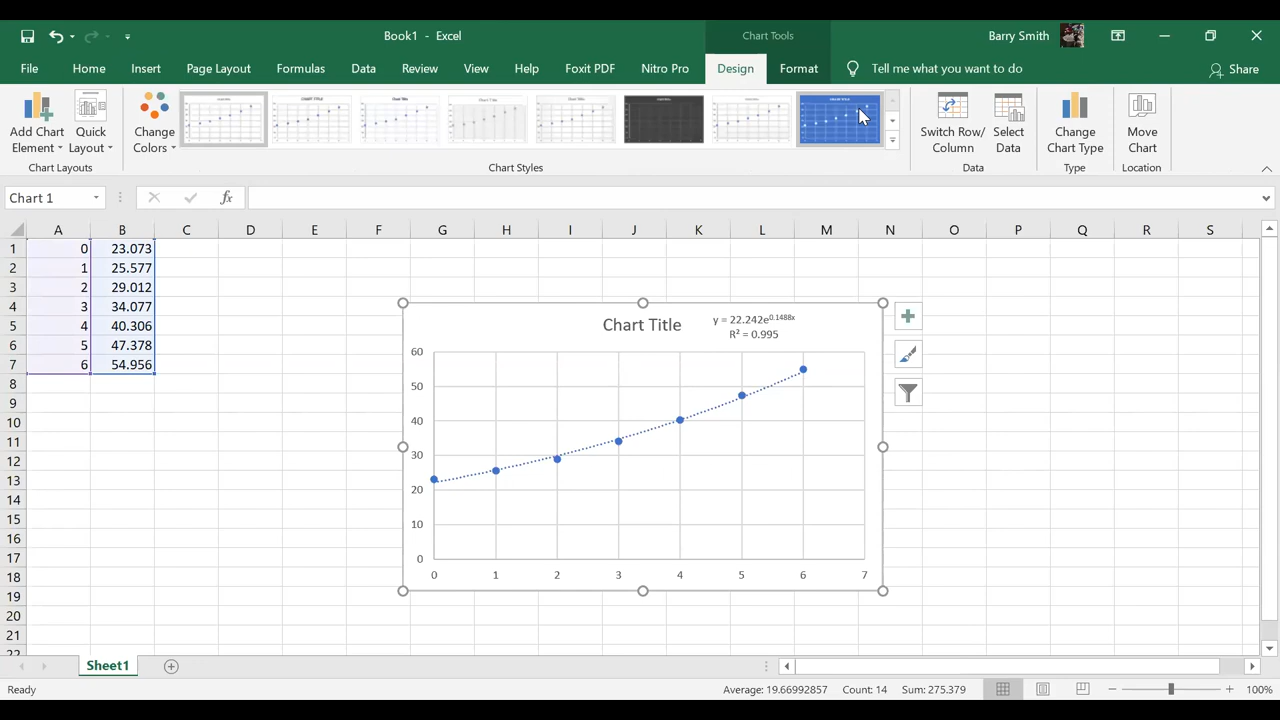 Book1 - Excel
Chart Tools
Barry Smith
File Home Insert Page Layout Formulas Data Review View Help Foxit PDF Nitro Pro Design Format Tell me what you want to do Share
Add Chart Element
Quick Layout
Change Colors
Switch Row/Column
Select Data
Change Chart Type
Move Chart
Chart Layouts Chart Styles Data Type Location
Chart 1 fx
A B C D E F G H I J K L M N O P Q R S
1 0 23.073
2 1 25.577
3 2 29.012
4 3 34.077
5 4 40.306
6 5 47.378
7 6 54.956
8
9
10
11
12
13
14
15
16
17
18
19
20
21
22
Chart Title
y = 22.242e0.1488x
R² = 0.995
60
50
40
30
20
10
0
0 1 2 3 4 5 6 7
Sheet1
Ready Average: 19.66992857 Count: 14 Sum: 275.379 100%